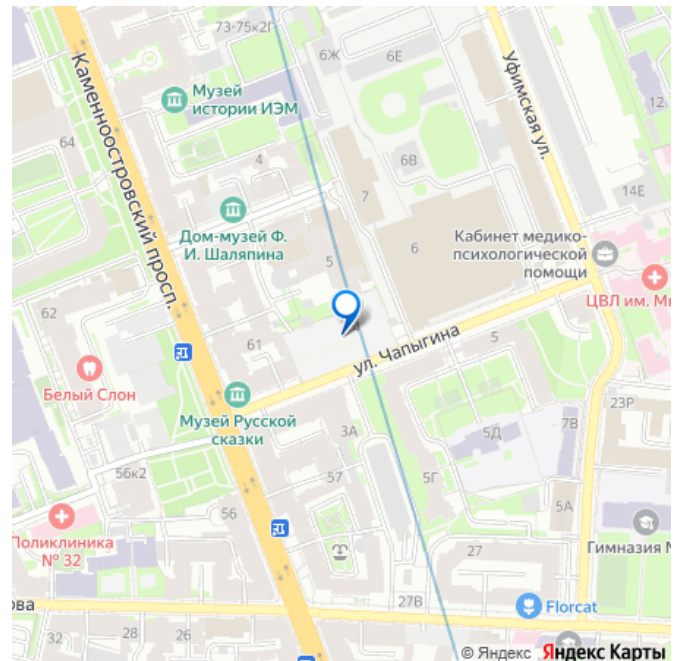 73-75к2Г
6Ж
6Е
Каменноостровский просп.
Музей
истории ИЭМ
Уфимская ул.
12
64
4
6В
7
14Е
Дом-музей Ф.
И. Шаляпина
5
6
Кабинет медико-
психологической
помощи
ЦВЛ им. Мн
62
4
61
ул. Чапыгина
5
Белый Слон
Музей Русской
сказки
3А
23Р
7В
5Д
56к2
57
5Г
56
5А
Поликлиника
№ 32
27
Гимназия №
27В
Florcat
ова
32
28
26
© Яндекс Яндекс Карты